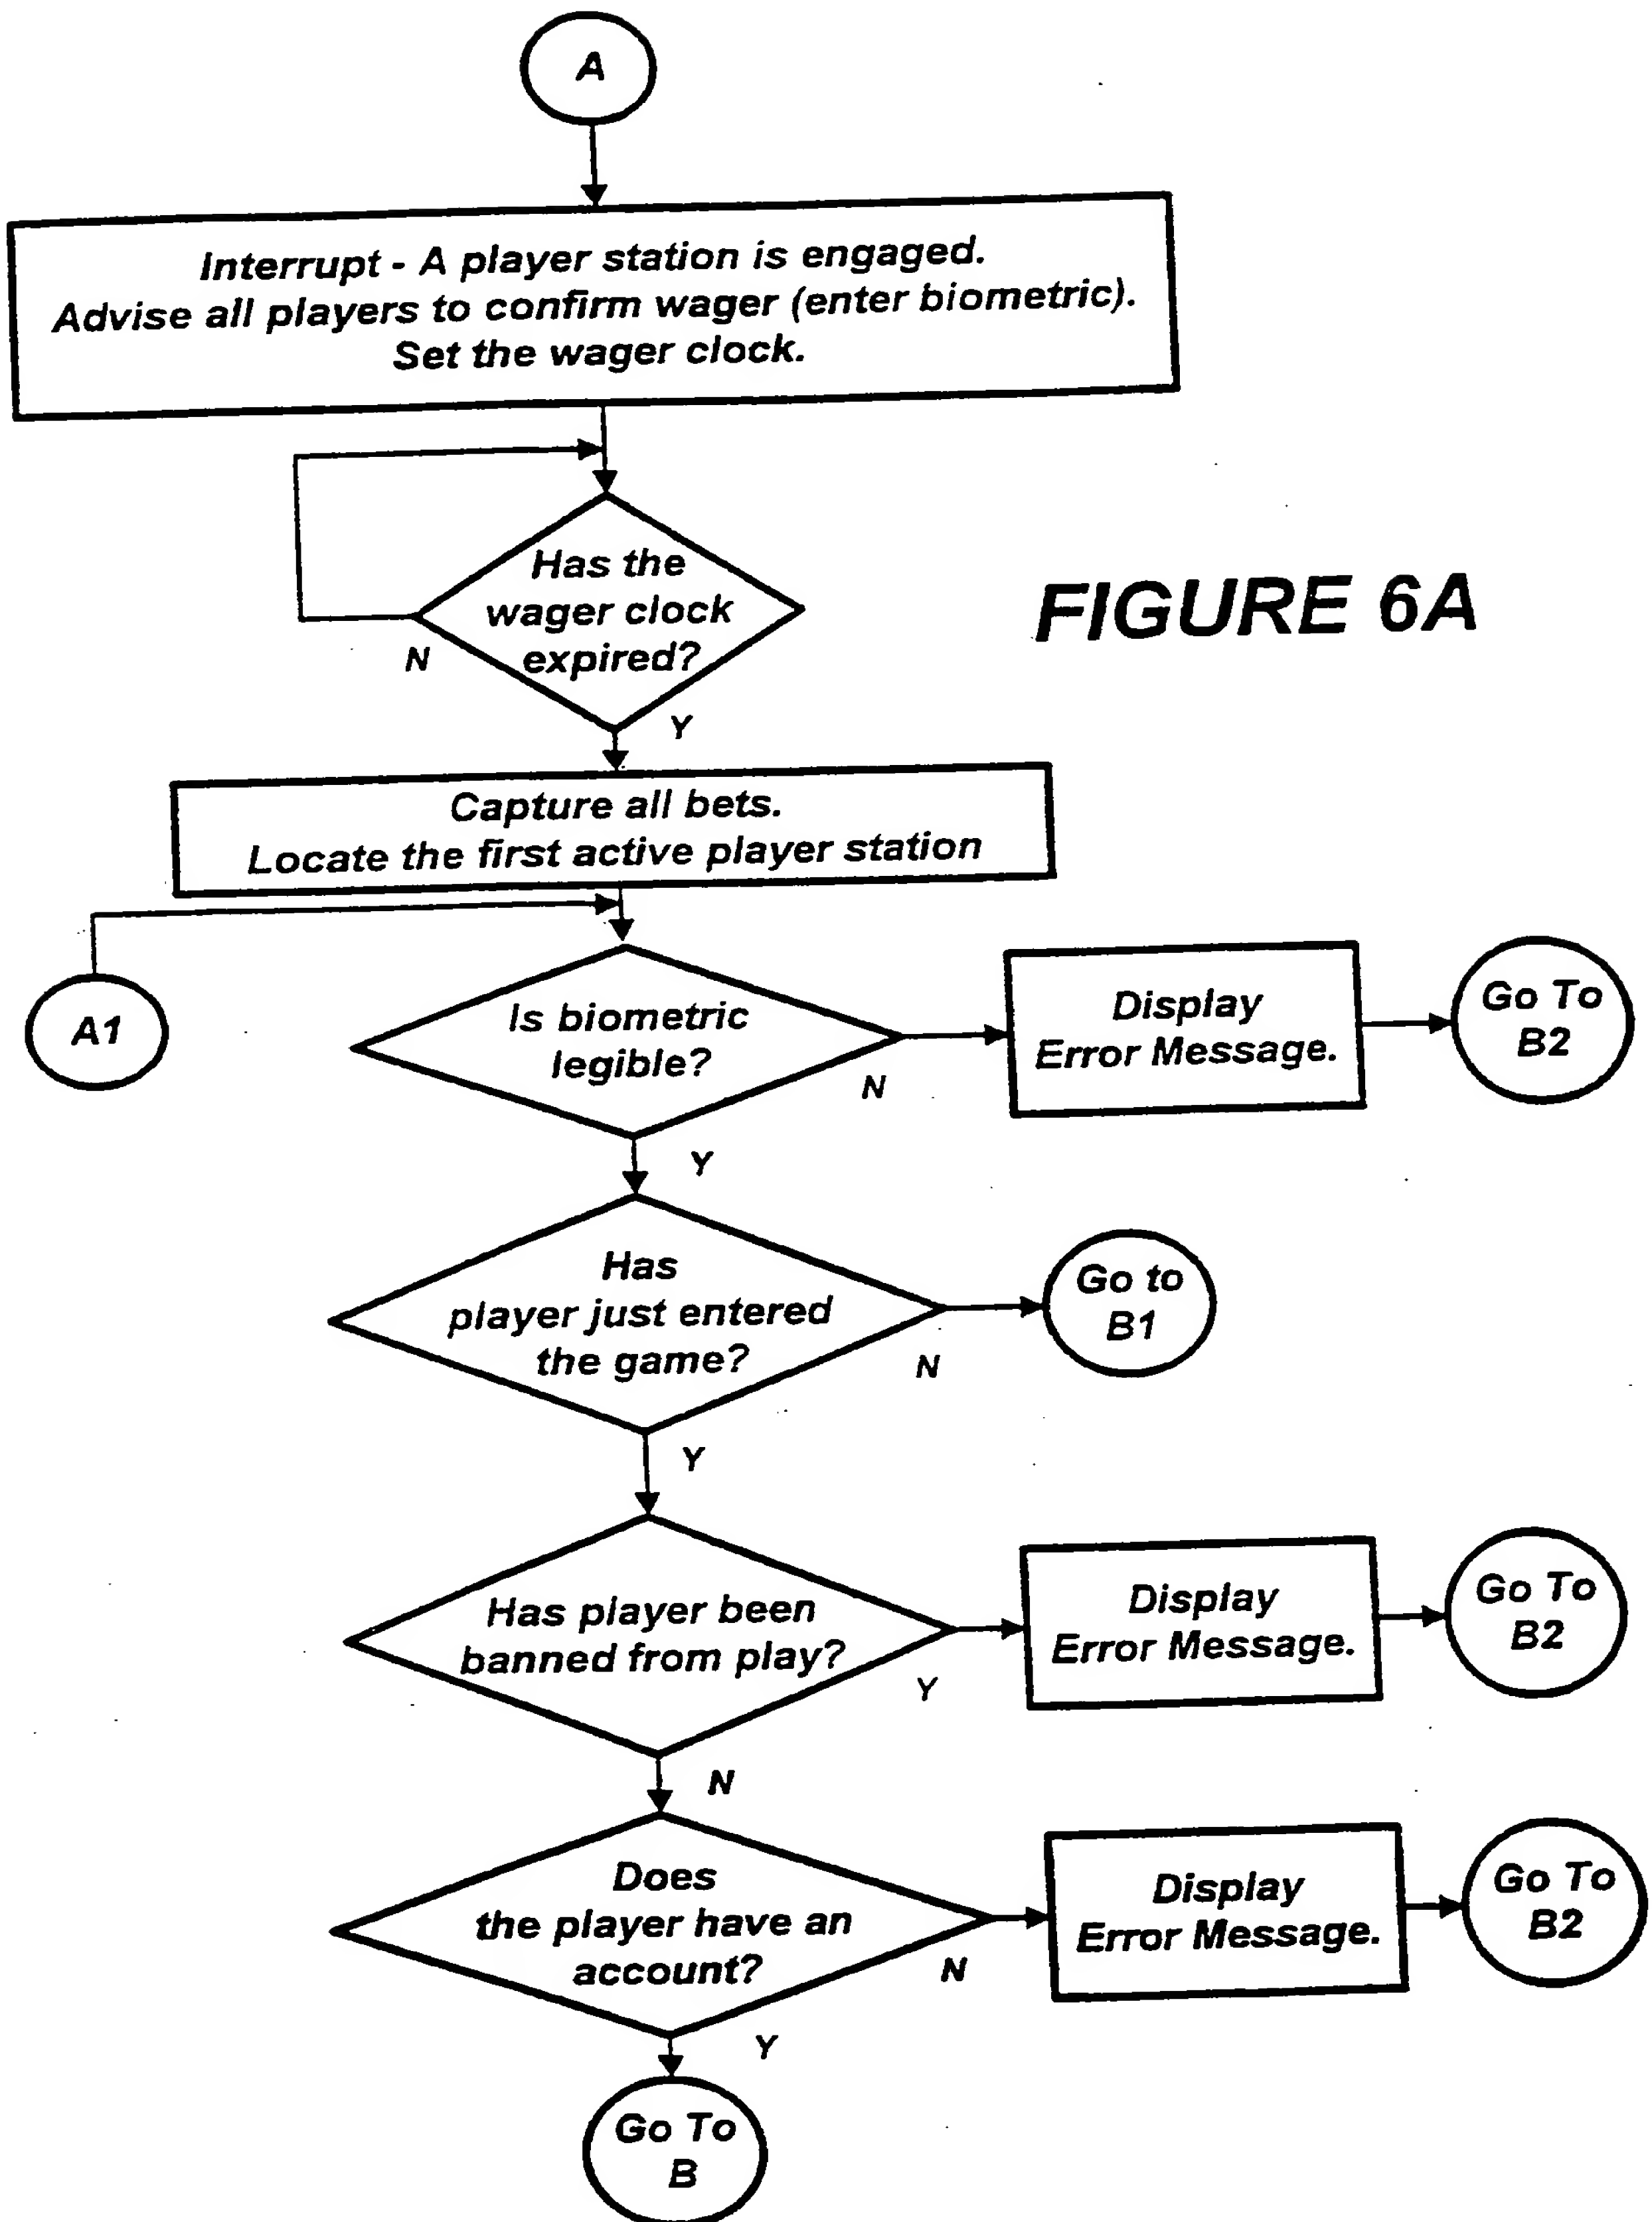 A
Interrupt - A player station is engaged.
Advise all players to confirm wager (enter biometric).
Set the wager clock.
Has the
wager clock
expired?
N
Y
FIGURE 6A
Capture all bets.
Locate the first active player station
A1
Is biometric
legible?
N
Y
Display
Error Message.
Go To
B2
Has
player just entered
the game?
N
Y
Go to
B1
Has player been
banned from play?
Y
N
Display
Error Message.
Go To
B2
Does
the player have an
account?
N
Y
Display
Error Message.
Go To
B2
Go To
B